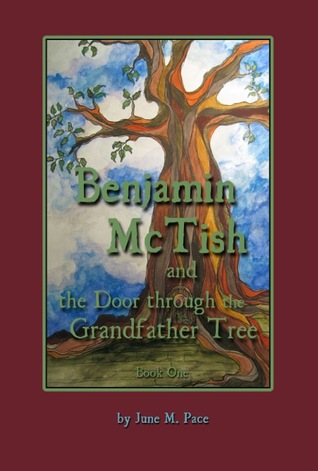 Benjamin
McTish
and
the Door through the
Grandfather Tree
Book One
by June M. Pace